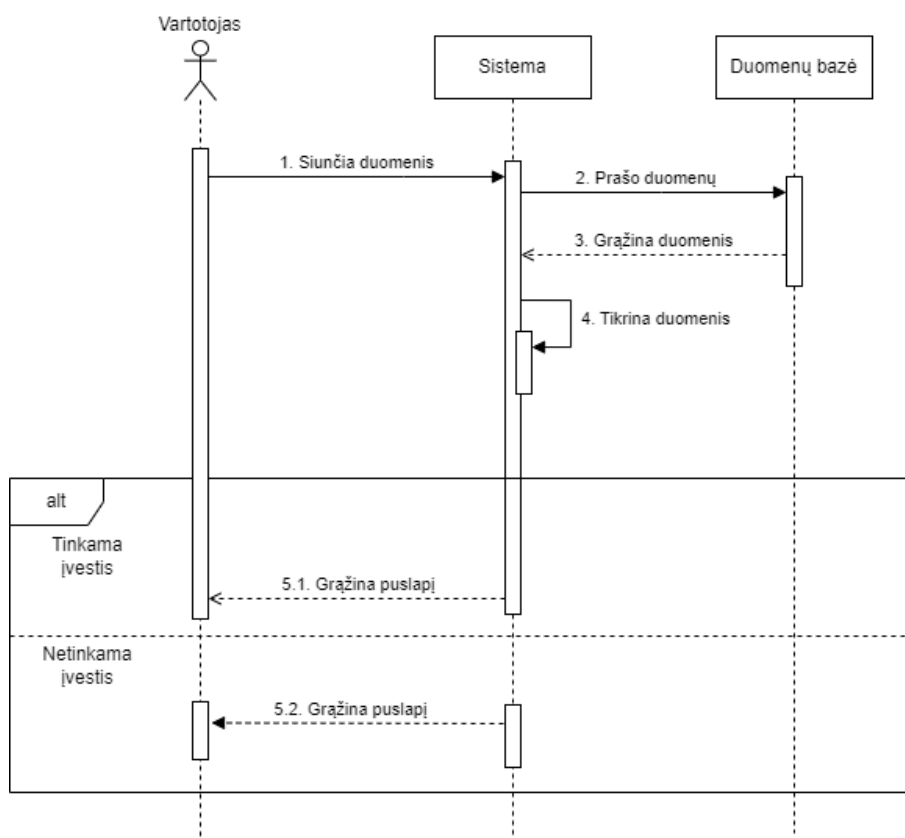 Vartotojas
Sistema
Duomenų bazė
1. Siunčia duomenis
2. Prašo duomenų
3. Grąžina duomenis
4. Tikrina duomenis
alt
Tinkama
įvestis
5.1. Grąžina puslapį
Netinkama
įvestis
5.2. Grąžina puslapį